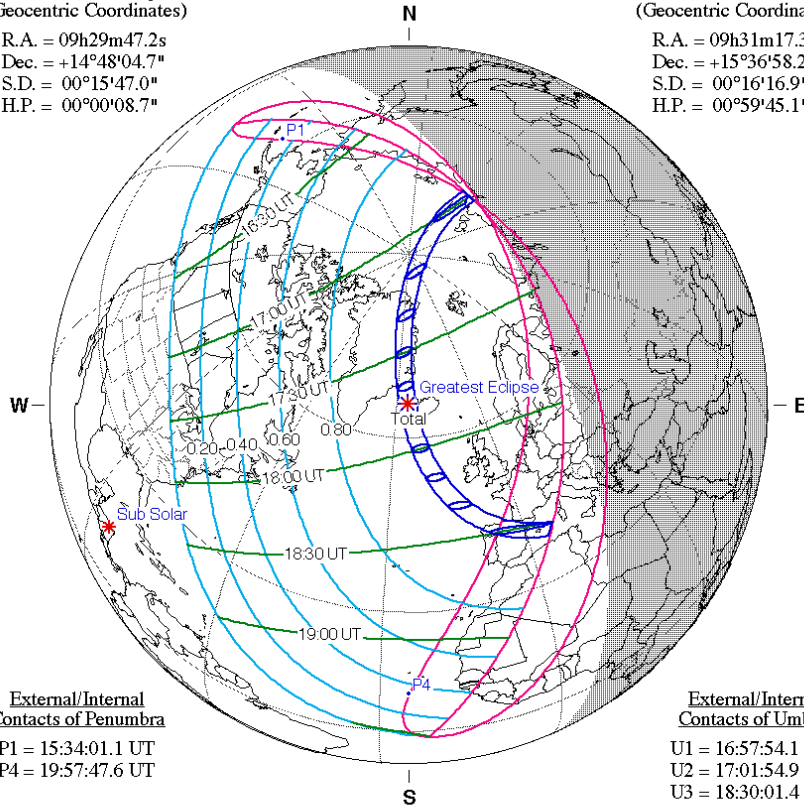 Geocentric Coordinates)
R.A. = 09h29m47.2s
Dec. = +14°48'04.7"
S.D. = 00°15'47.0"
H.P. = 00°00'08.7"
N
(Geocentric Coordina
R.A. = 09h31m17.3
Dec. = +15°36'58.2
S.D. = 00°16'16.9'
H.P. = 00°59'45.1'
P1
16:30 UT
17:00 UT
17:30 UT
Greatest Eclipse
W
E
Total
0.20
0.40
0.60
0.80
18:00 UT
Sub Solar
18:30 UT
19:00 UT
P4
External/Internal
Contacts of Penumbra
P1 = 15:34:01.1 UT
P4 = 19:57:47.6 UT
External/Intern
Contacts of Umb
U1 = 16:57:54.1
U2 = 17:01:54.9
U3 = 18:30:01.4
S